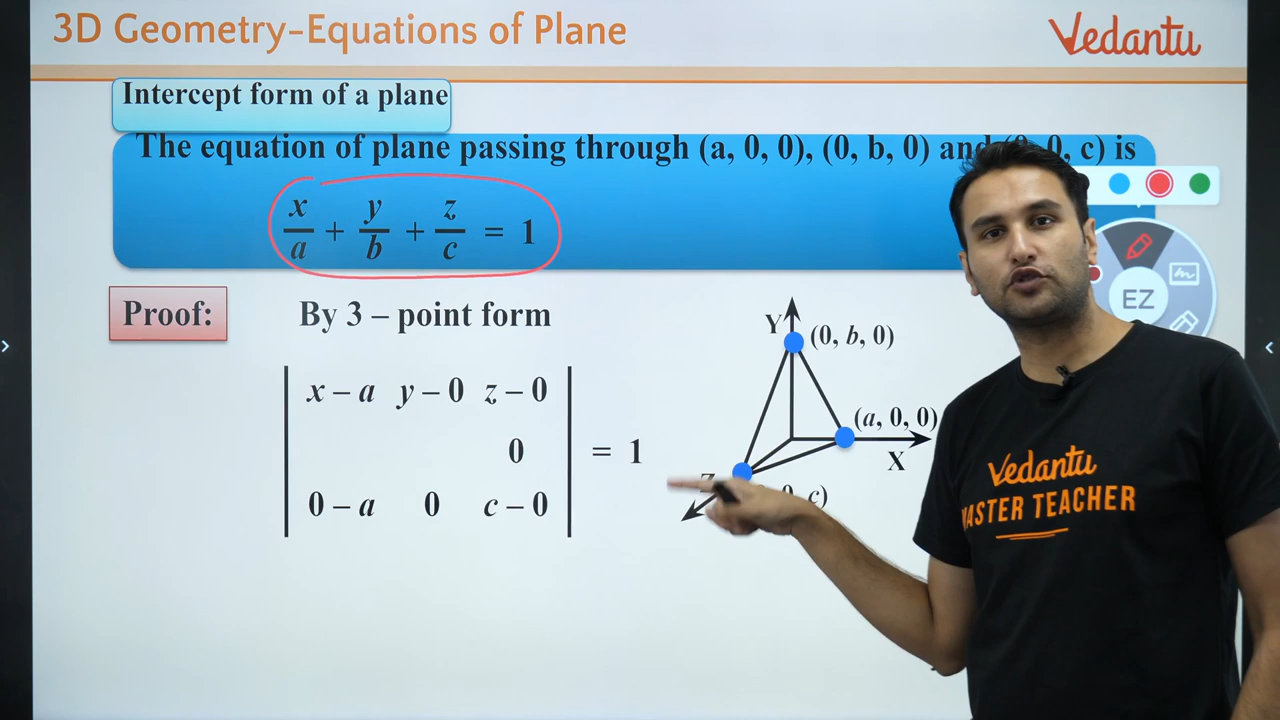 3D Geometry-Equations of Plane
Vedantu
Intercept form of a plane
The equation of plane passing through (a, 0, 0), (0, b, 0) and 0, c) is
x/a + y/b + z/c = 1
EZ
Proof:
By 3 – point form
x – a y – 0 z – 0
0
= 1
0 – a 0 c – 0
Y
(0, b, 0)
(a, 0, 0)
X
c)
Vedantu
MASTER TEACHER